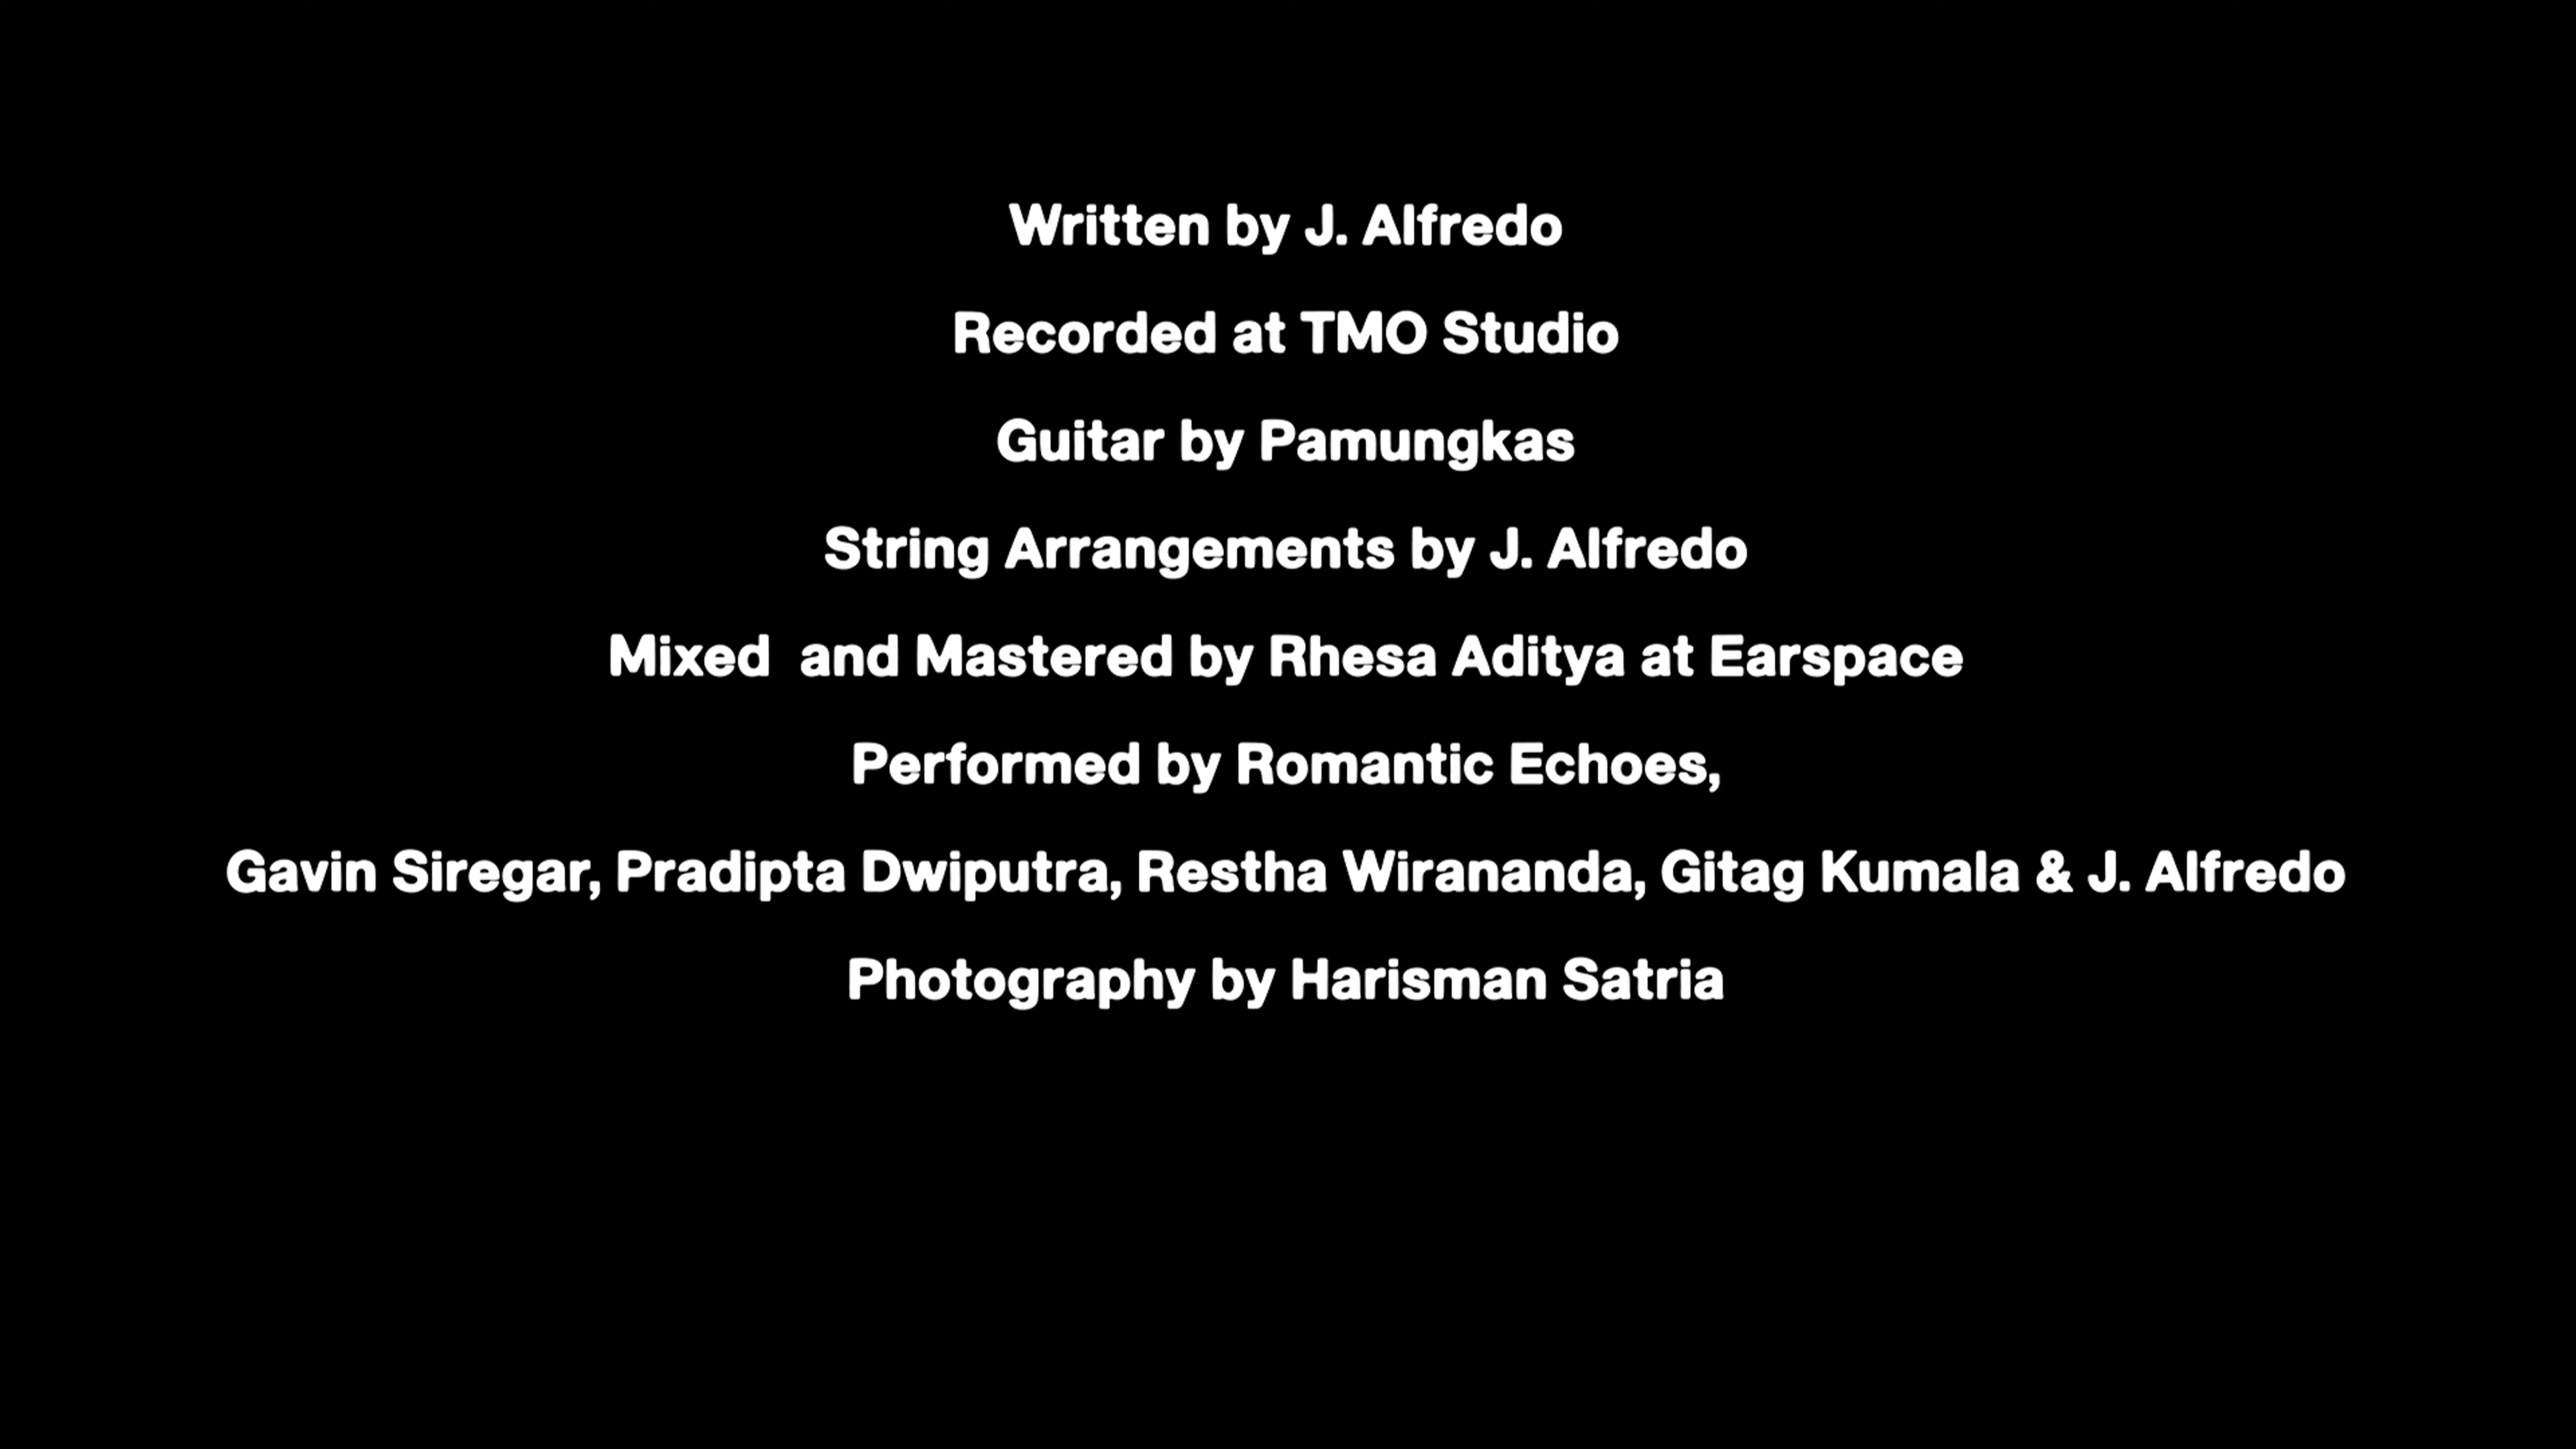 Written by J. Alfredo
Recorded at TMO Studio
Guitar by Pamungkas
String Arrangements by J. Alfredo
Mixed  and Mastered by Rhesa Aditya at Earspace
Performed by Romantic Echoes,
Gavin Siregar, Pradipta Dwiputra, Restha Wirananda, Gitag Kumala & J. Alfredo
Photography by Harisman Satria